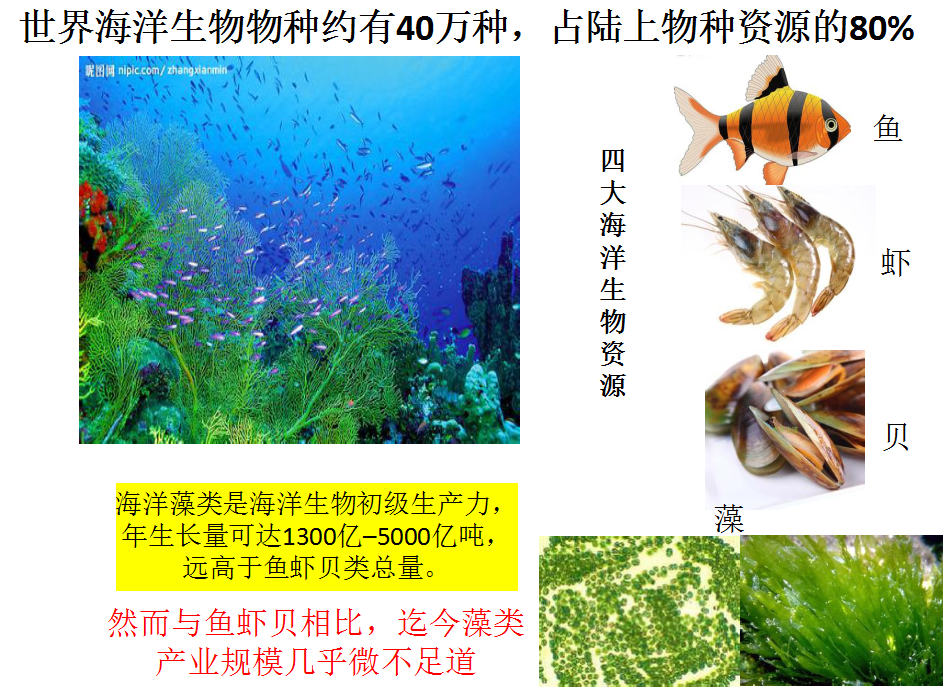 世界海洋生物物种约有40万种，占陆上物种资源的80%
昵图网 nipic.com/zhangxianmin
四大海洋生物资源
鱼
虾
贝
藻
海洋藻类是海洋生物初级生产力，
年生长量可达1300亿–5000亿吨，
远高于鱼虾贝类总量。
然而与鱼虾贝相比，迄今藻类
产业规模几乎微不足道